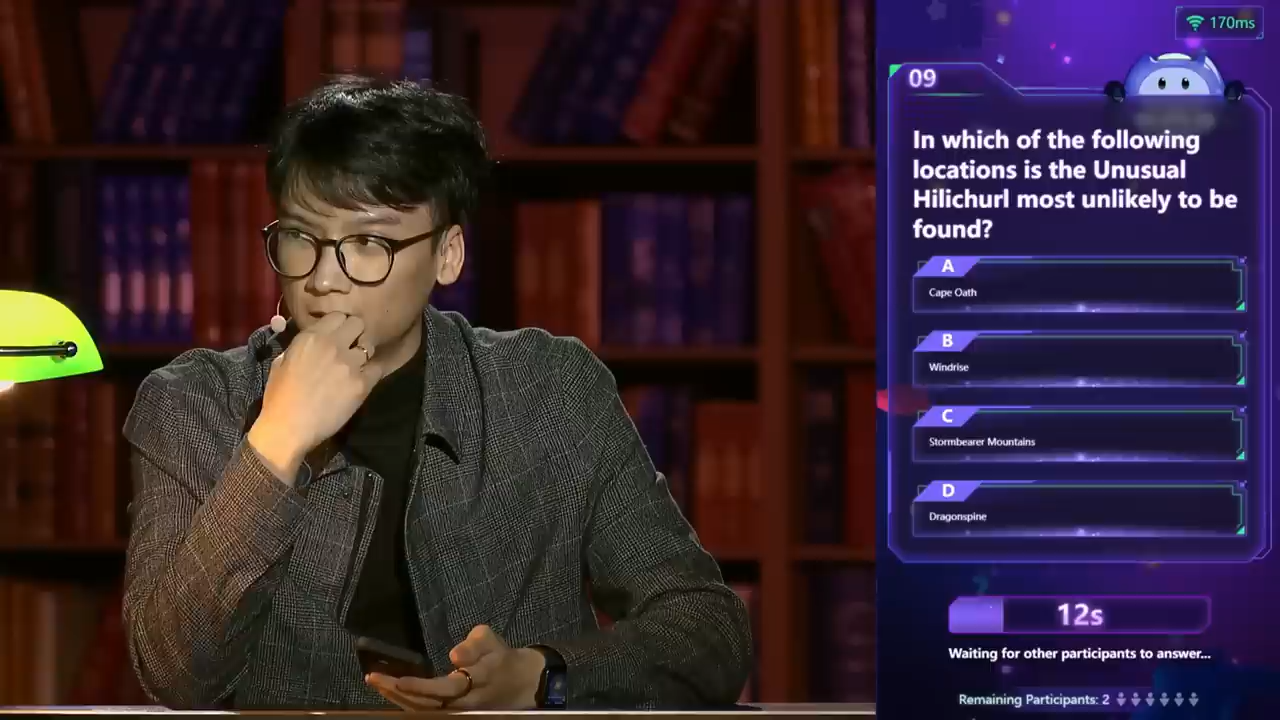 170ms
09
In which of the following
locations is the Unusual
Hilichurl most unlikely to be
found?
A
Cape Oath
B
Windrise
C
Stormbearer Mountains
D
Dragonspine
12s
Waiting for other participants to answer...
Remaining Participants: 2